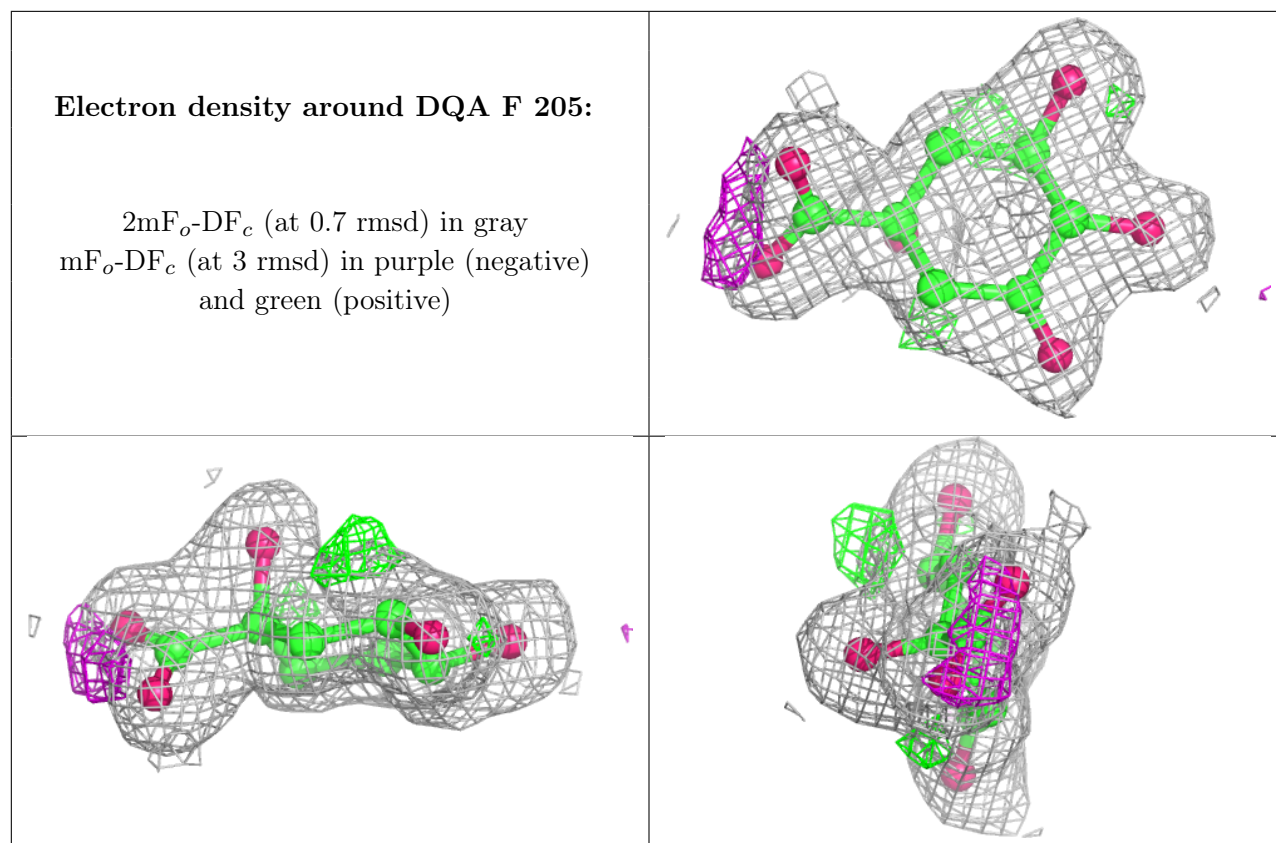 Electron density around DQA F 205:
2mFo-DFc (at 0.7 rmsd) in gray
mFo-DFc (at 3 rmsd) in purple (negative)
and green (positive)